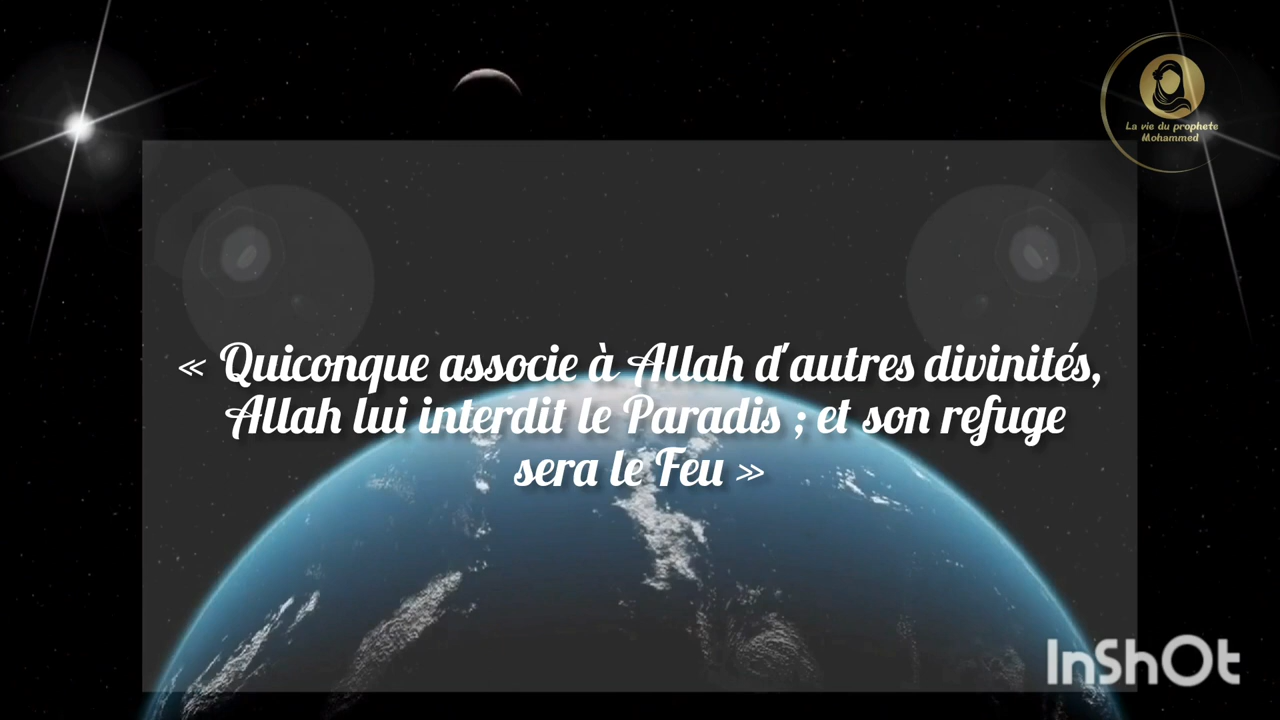 La vie du prophete
Mohammed
« Quiconque associe à Allah d'autres divinités,
Allah lui interdit le Paradis ; et son refuge
sera le Feu »
InShOt